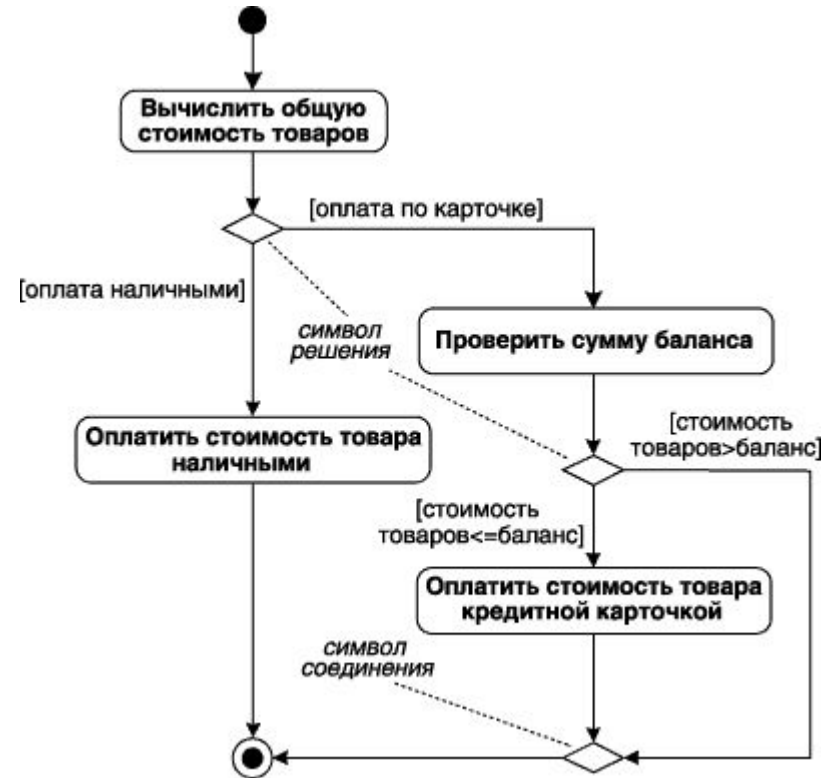 Вычислить общую
стоимость товаров
[оплата по карточке]
[оплата наличными]
символ
решения
Проверить сумму баланса
Оплатить стоимость товара
наличными
[стоимость
товаров>баланс]
[стоимость
товаров<=баланс]
Оплатить стоимость товара
кредитной карточкой
символ
соединения